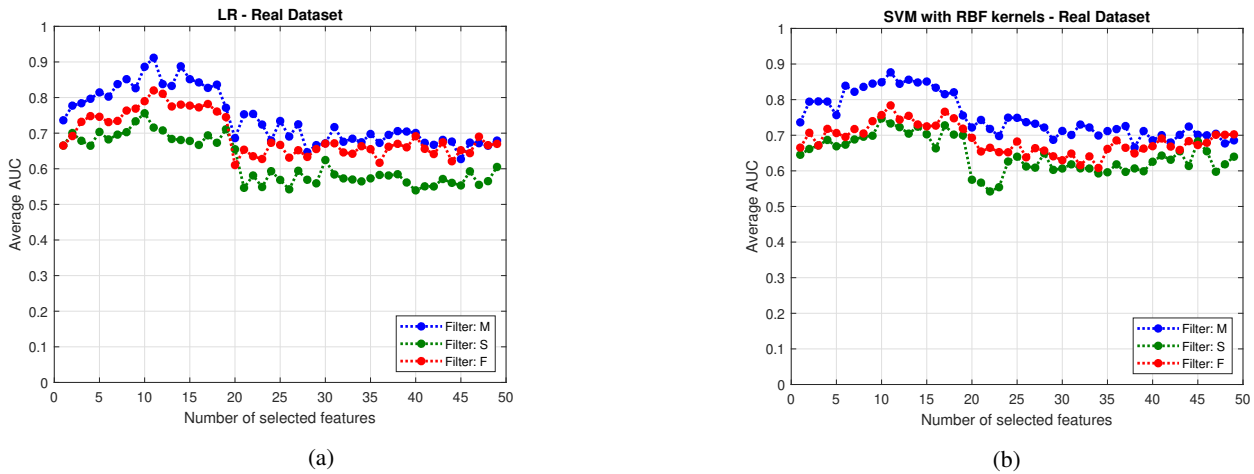 LR - Real Dataset
1
0.9
0.8
0.7
0.6
0.5
0.4
0.3
0.2
0.1
0
Average AUC
0 5 10 15 20 25 30 35 40 45 50
Number of selected features
Filter: M
Filter: S
Filter: F
(a)
SVM with RBF kernels - Real Dataset
1
0.9
0.8
0.7
0.6
0.5
0.4
0.3
0.2
0.1
0
Average AUC
0 5 10 15 20 25 30 35 40 45 50
Number of selected features
Filter: M
Filter: S
Filter: F
(b)